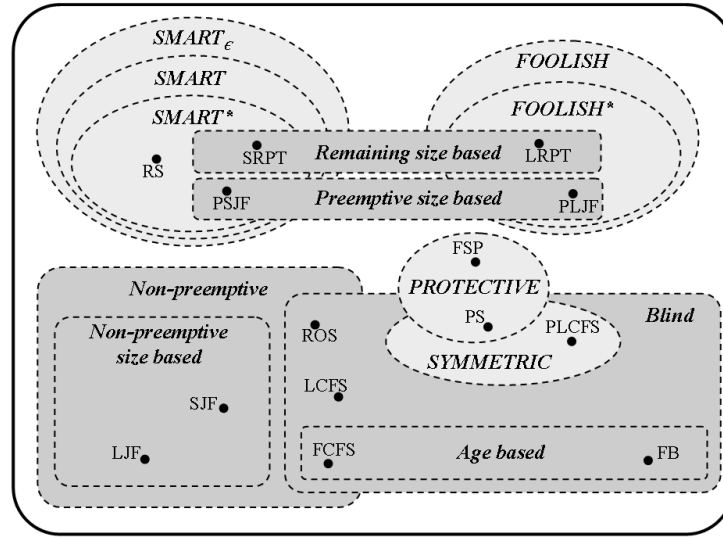 SMARTϵ
FOOLISH
SMART
SMART*
FOOLISH*
RS
SRPT
Remaining size based
LRPT
PSJF
Preemptive size based
PLJF
FSP
Non-preemptive
PROTECTIVE
PS
PLCFS
Blind
Non-preemptive
size based
ROS
SYMMETRIC
LCFS
SJF
LJF
FCFS
Age based
FB